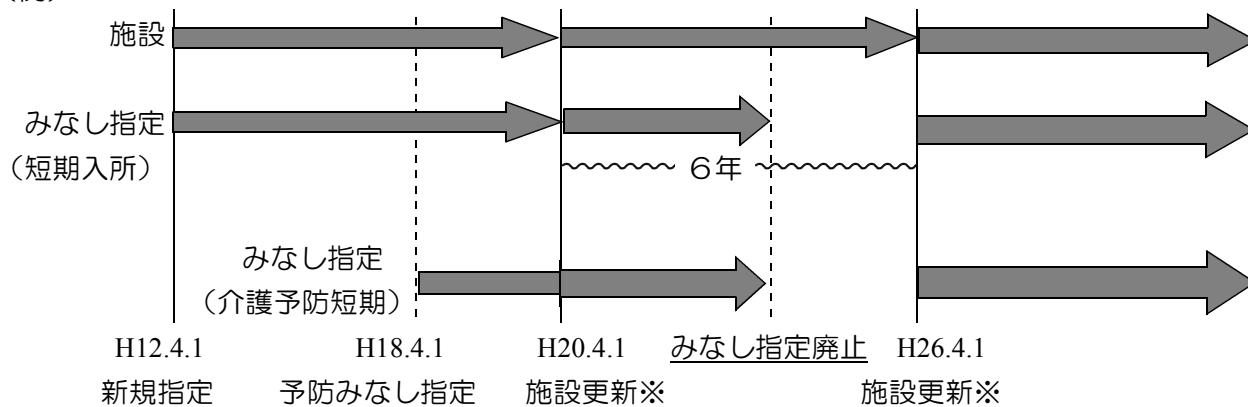 施設
みなし指定
（短期入所）
６年
みなし指定
（介護予防短期）
H12.4.1 H18.4.1 H20.4.1 みなし指定廃止 H26.4.1
新規指定 予防みなし指定 施設更新※ 施設更新※